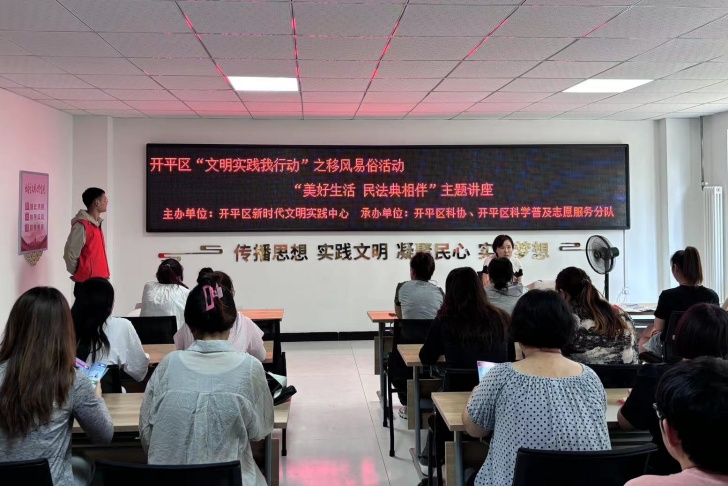 开平区“文明实践我行动”之移风易俗活动
“美好生活 民法典相伴”主题讲座
主办单位：开平区新时代文明实践中心 承办单位：开平区科协、开平区科学普及志愿服务分队
传播思想 实践文明 凝聚民心 实 梦想